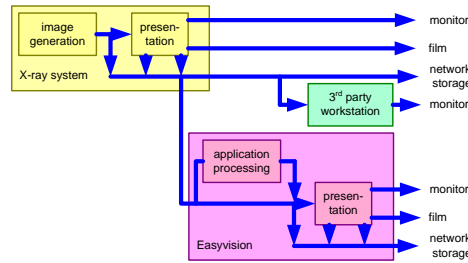 image
generation
presen-
tation
X-ray system
monitor
film
network
storage
3rd party
workstation
monitor
application
processing
presen-
tation
Easyvision
monitor
film
network
storage